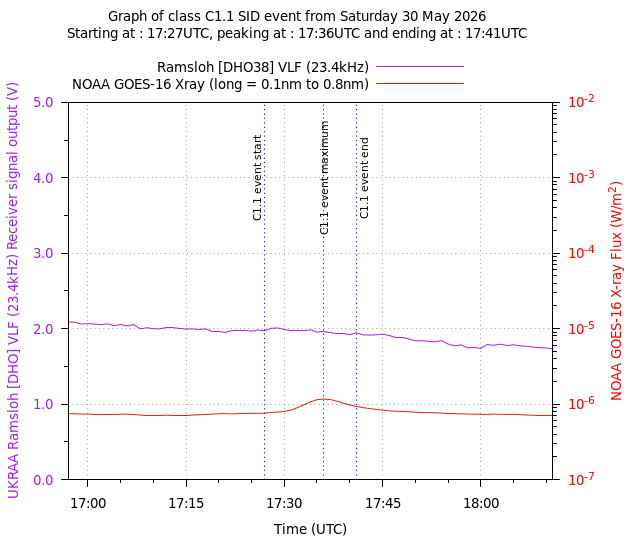 Graph of class C1.1 SID event from Saturday 30 May 2026
Starting at : 17:27UTC, peaking at : 17:36UTC and ending at : 17:41UTC
Ramsloh [DHO38] VLF (23.4kHz)
NOAA GOES-16 Xray (long = 0.1nm to 0.8nm)
UKRAA Ramsloh [DHO] VLF (23.4kHz) Receiver signal output (V)
5.0
4.0
3.0
2.0
1.0
0.0
C1.1 event start
C1.1 event maximum
C1.1 event end
10-2
10-3
10-4
10-5
10-6
10-7
NOAA GOES-16 X-ray Flux (W/m2)
17:00
17:15
17:30
17:45
18:00
Time (UTC)